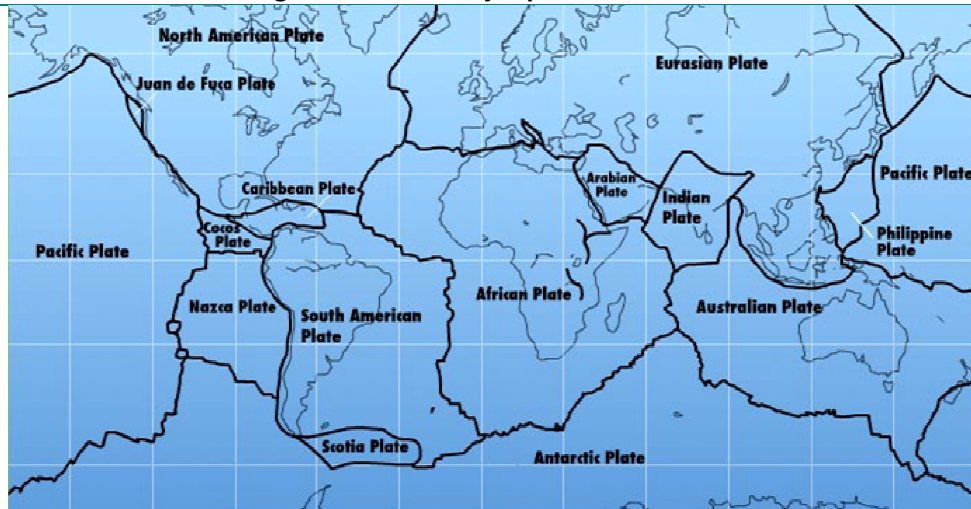 North American Plate
Eurasian Plate
Juan de Fuca Plate
Caribbean Plate
Arabian
Plate
Indian
Plate
Pacific Plate
Cocos
Plate
Philippine
Plate
Pacific Plate
Nazca Plate
South American
Plate
African Plate
Australian Plate
Scotia Plate
Antarctic Plate